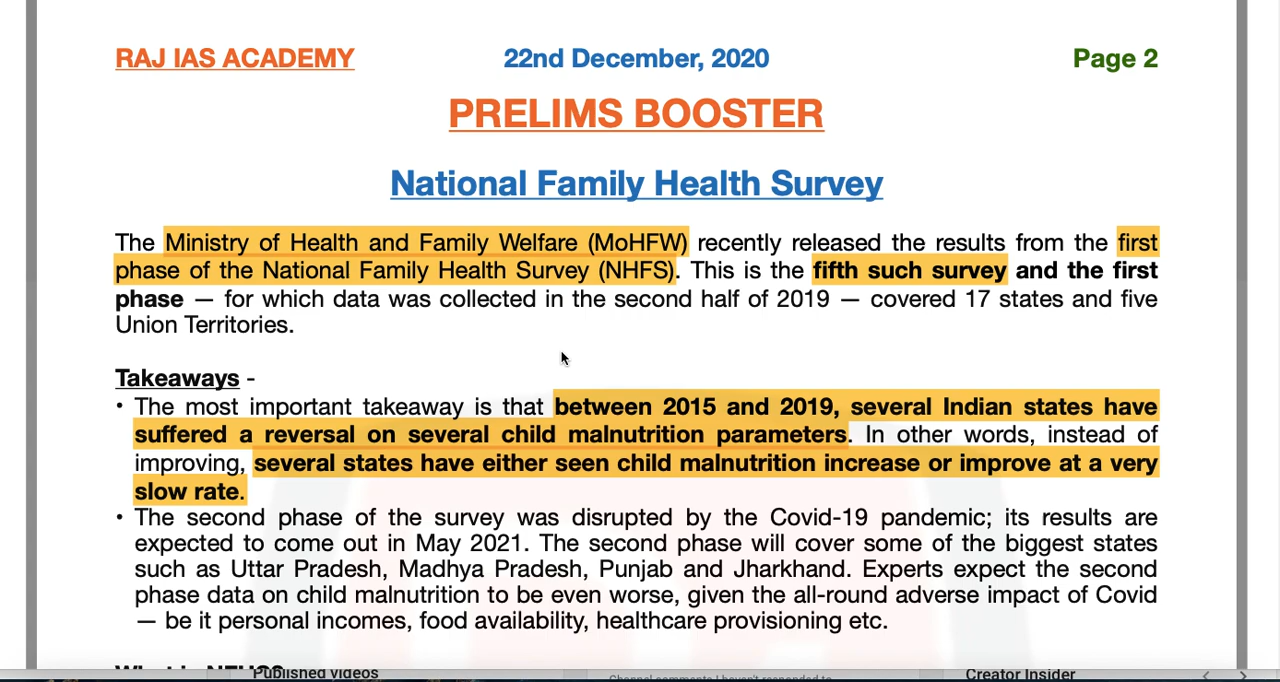 RAJ IAS ACADEMY 22nd December, 2020 Page 2
PRELIMS BOOSTER
National Family Health Survey
The Ministry of Health and Family Welfare (MoHFW) recently released the results from the first
phase of the National Family Health Survey (NHFS). This is the fifth such survey and the first
phase — for which data was collected in the second half of 2019 — covered 17 states and five
Union Territories.
Takeaways -
• The most important takeaway is that between 2015 and 2019, several Indian states have
suffered a reversal on several child malnutrition parameters. In other words, instead of
improving, several states have either seen child malnutrition increase or improve at a very
slow rate.
• The second phase of the survey was disrupted by the Covid-19 pandemic; its results are
expected to come out in May 2021. The second phase will cover some of the biggest states
such as Uttar Pradesh, Madhya Pradesh, Punjab and Jharkhand. Experts expect the second
phase data on child malnutrition to be even worse, given the all-round adverse impact of Covid
— be it personal incomes, food availability, healthcare provisioning etc.
What is
Published videos Channel comments I haven't responded to Creator Insider